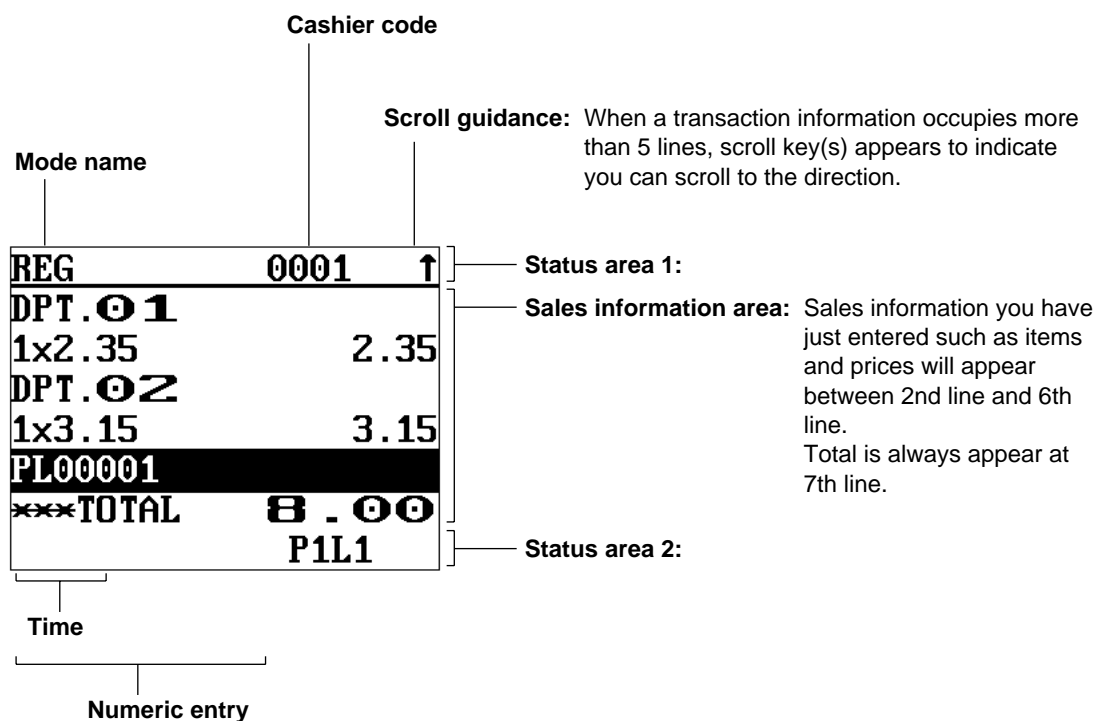 Cashier code
Scroll guidance: When a transaction information occupies more
than 5 lines, scroll key(s) appears to indicate
you can scroll to the direction.
Mode name
REG 0001 ↑
Status area 1:
DPT.01
1x2.35 2.35
DPT.02
1x3.15 3.15
PL00001
***TOTAL 8.00
P1L1
Sales information area: Sales information you have
just entered such as items
and prices will appear
between 2nd line and 6th
line.
Total is always appear at
7th line.
Status area 2:
Time
Numeric entry